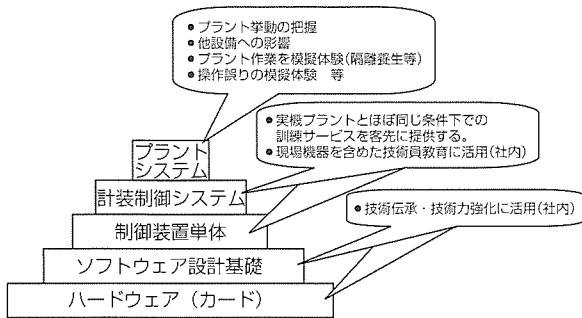 ● プラント挙動の把握
● 他設備への影響
● プラント作業を模擬体験(隔離養生等)
● 操作誤りの模擬体験　等
● 実機プラントとほぼ同じ条件下での
訓練サービスを客先に提供する。
● 現場機器を含めた技術員教育に活用(社内)
● 技術伝承・技術力強化に活用(社内)
プラント
システム
計装制御システム
制御装置単体
ソフトウェア設計基礎
ハードウェア（カード）